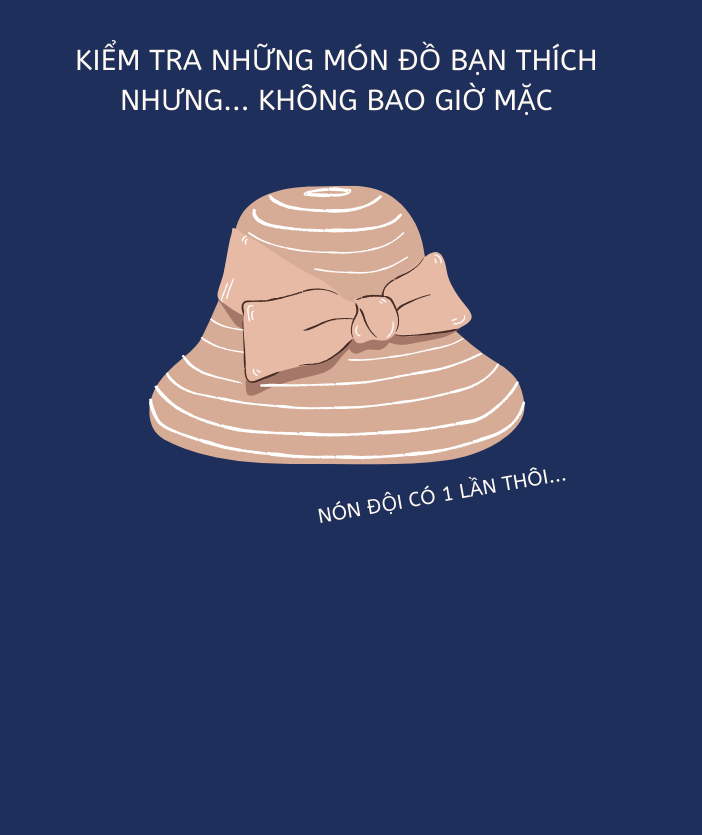 KIỂM TRA NHỮNG MÓN ĐỒ BẠN THÍCH
NHƯNG... KHÔNG BAO GIỜ MẶC
NÓN ĐỘI CÓ 1 LẦN THÔI...